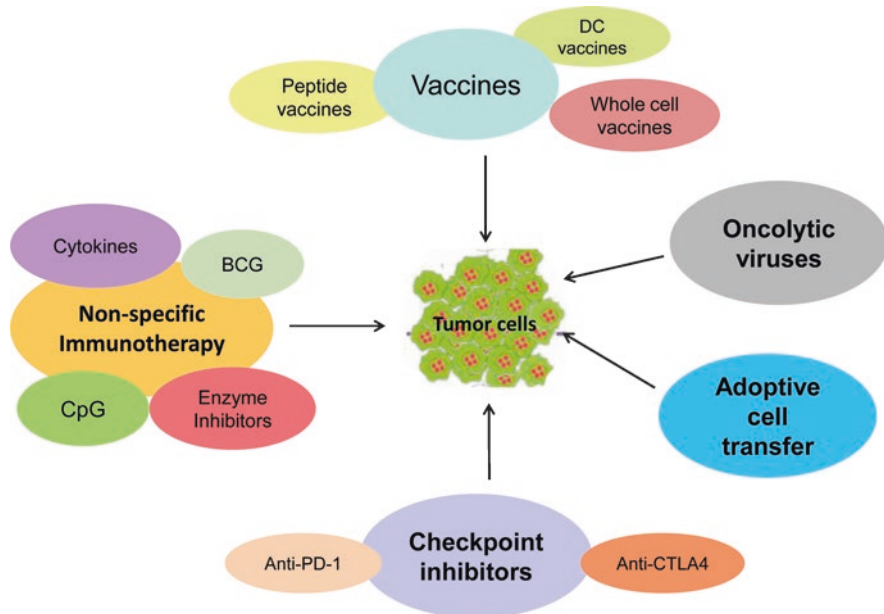 DC
vaccines
Vaccines
Peptide
vaccines
Whole cell
vaccines
Cytokines
BCG
Non-specific
Immunotherapy
CpG
Enzyme
Inhibitors
Tumor cells
Oncolytic
viruses
Adoptive
cell
transfer
Checkpoint
inhibitors
Anti-PD-1
Anti-CTLA4